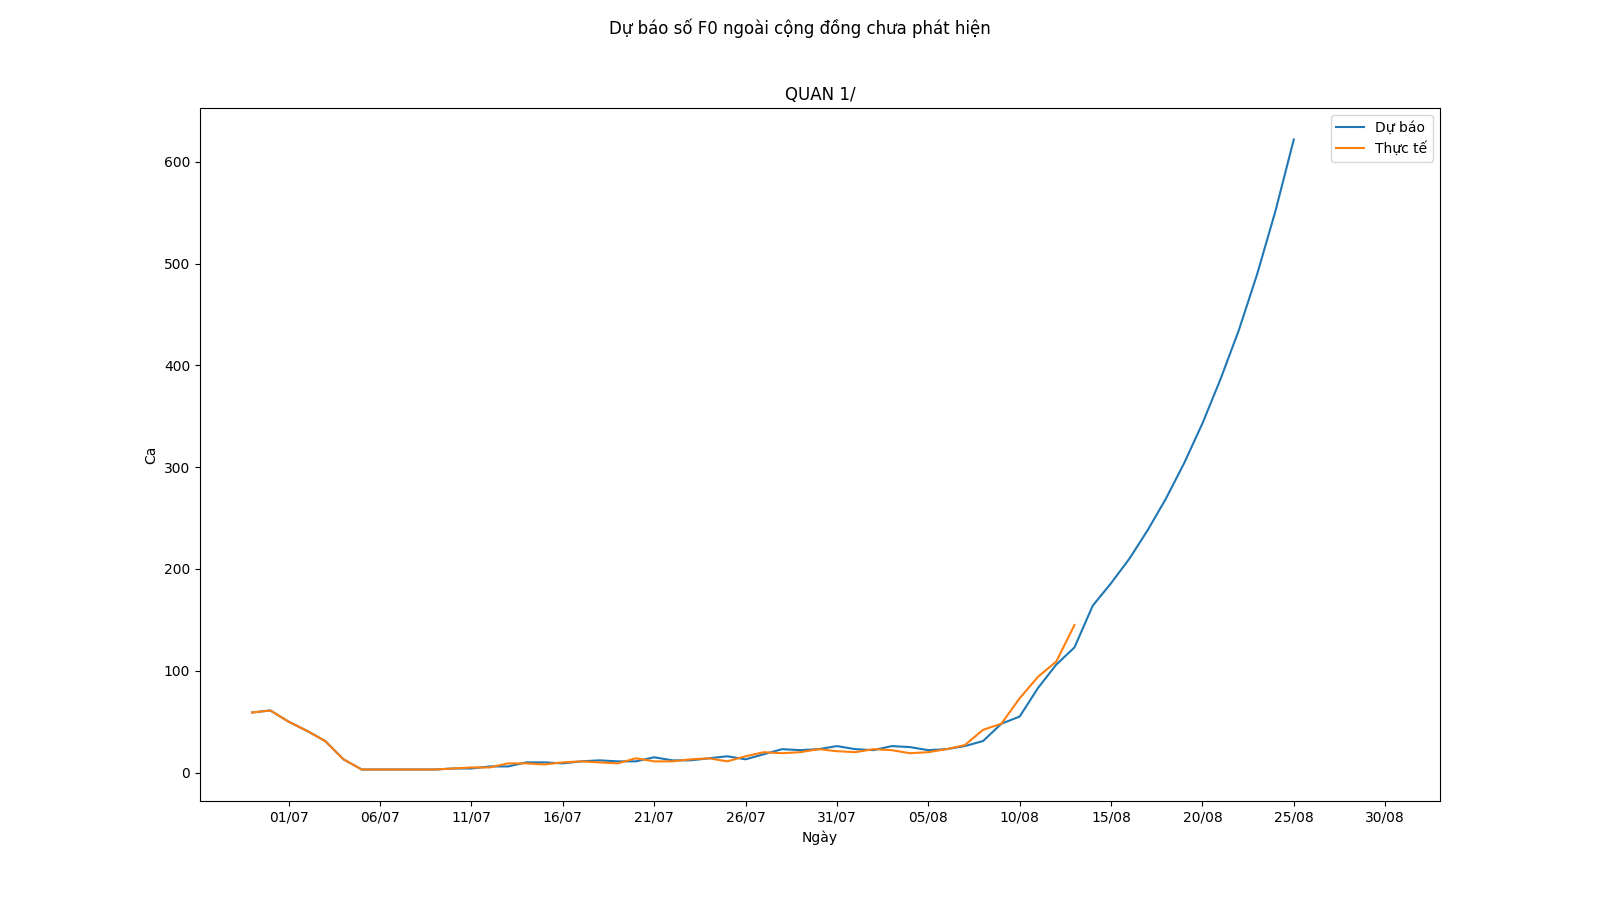 Dự báo số F0 ngoài cộng đồng chưa phát hiện
QUAN 1/
Dự báo
Thực tế
600
500
400
300
200
100
0
Ca
01/07 06/07 11/07 16/07 21/07 26/07 31/07 05/08 10/08 15/08 20/08 25/08 30/08
Ngày